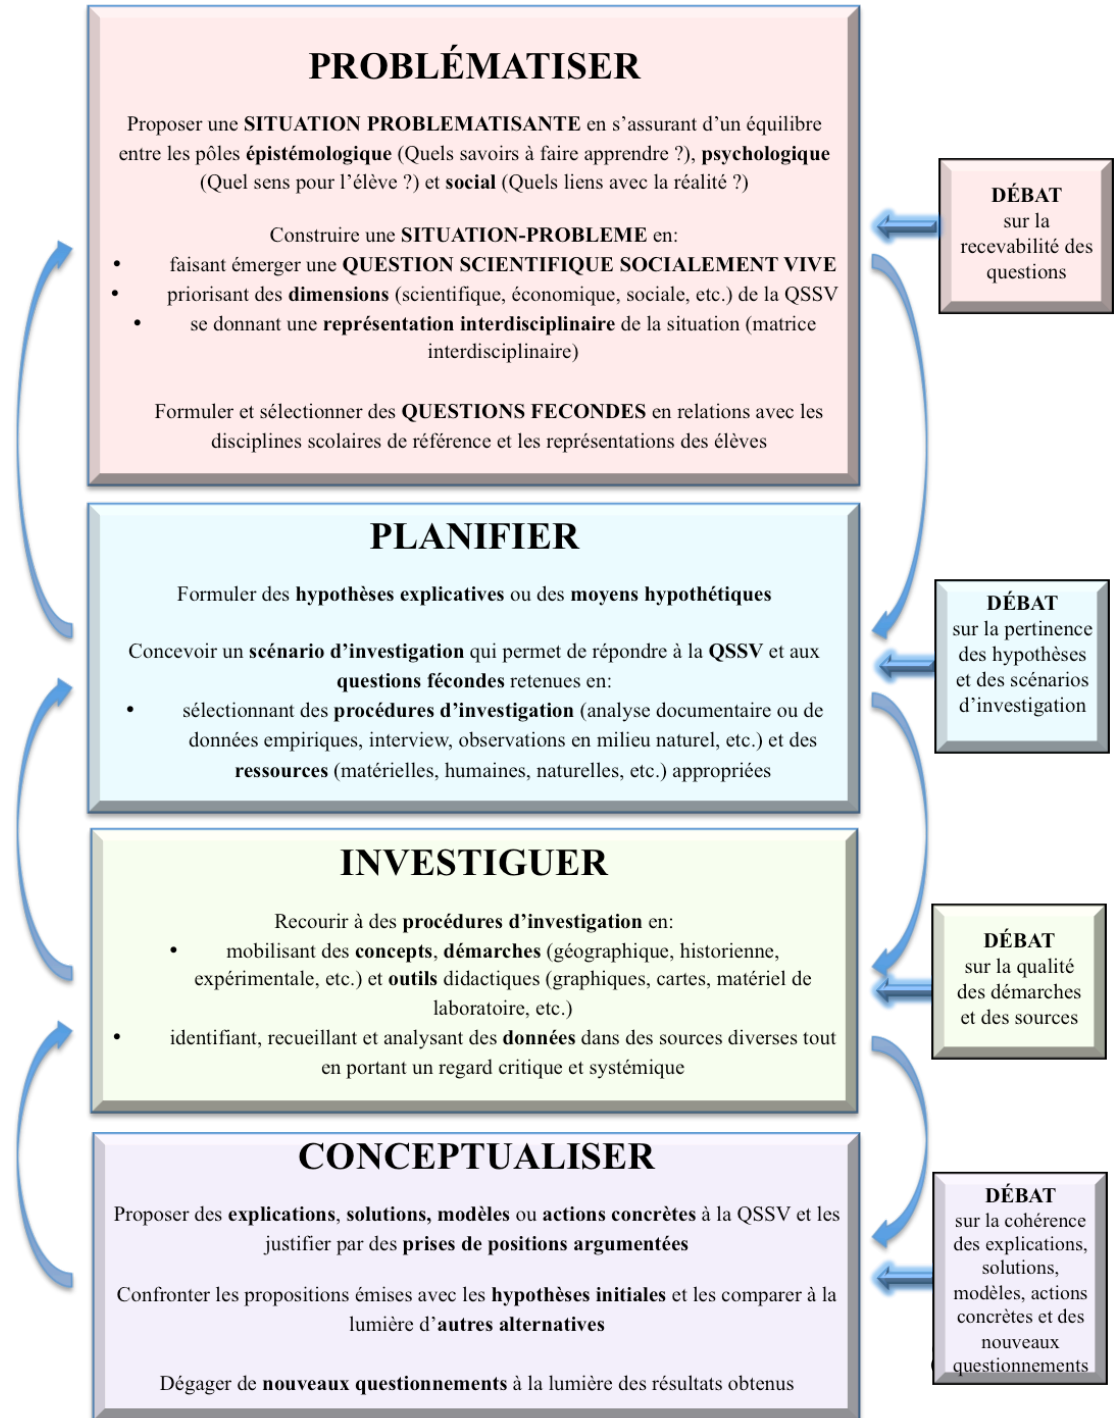 PROBLÉMATISER
Proposer une SITUATION PROBLEMATISANTE en s’assurant d’un équilibre
entre les pôles épistémologique (Quels savoirs à faire apprendre ?), psychologique
(Quel sens pour l’élève ?) et social (Quels liens avec la réalité ?)
Construire une SITUATION-PROBLEME en:
• faisant émerger une QUESTION SCIENTIFIQUE SOCIALEMENT VIVE
• priorisant des dimensions (scientifique, économique, sociale, etc.) de la QSSV
• se donnant une représentation interdisciplinaire de la situation (matrice
interdisciplinaire)
Formuler et sélectionner des QUESTIONS FECONDES en relations avec les
disciplines scolaires de référence et les représentations des élèves
DÉBAT
sur la
recevabilité des
questions
PLANIFIER
Formuler des hypothèses explicatives ou des moyens hypothétiques
Concevoir un scénario d’investigation qui permet de répondre à la QSSV et aux
questions fécondes retenues en:
• sélectionnant des procédures d’investigation (analyse documentaire ou de
données empiriques, interview, observations en milieu naturel, etc.) et des
ressources (matérielles, humaines, naturelles, etc.) appropriées
DÉBAT
sur la pertinence
des hypothèses
et des scénarios
d’investigation
INVESTIGUER
Recourir à des procédures d’investigation en:
• mobilisant des concepts, démarches (géographique, historienne,
expérimentale, etc.) et outils didactiques (graphiques, cartes, matériel de
laboratoire, etc.)
• identifiant, recueillant et analysant des données dans des sources diverses tout
en portant un regard critique et systémique
DÉBAT
sur la qualité
des démarches
et des sources
CONCEPTUALISER
Proposer des explications, solutions, modèles ou actions concrètes à la QSSV et les
justifier par des prises de positions argumentées
Confronter les propositions émises avec les hypothèses initiales et les comparer à la
lumière d’autres alternatives
Dégager de nouveaux questionnements à la lumière des résultats obtenus
DÉBAT
sur la cohérence
des explications,
solutions,
modèles, actions
concrètes et des
nouveaux
questionnements